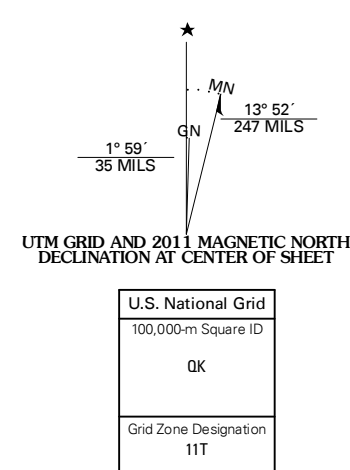 ★
MN
GN
13° 52´
247 MILS
1° 59´
35 MILS
UTM GRID AND 2011 MAGNETIC NORTH
DECLINATION AT CENTER OF SHEET
U.S. National Grid
100,000-m Square ID
QK
Grid Zone Designation
11T